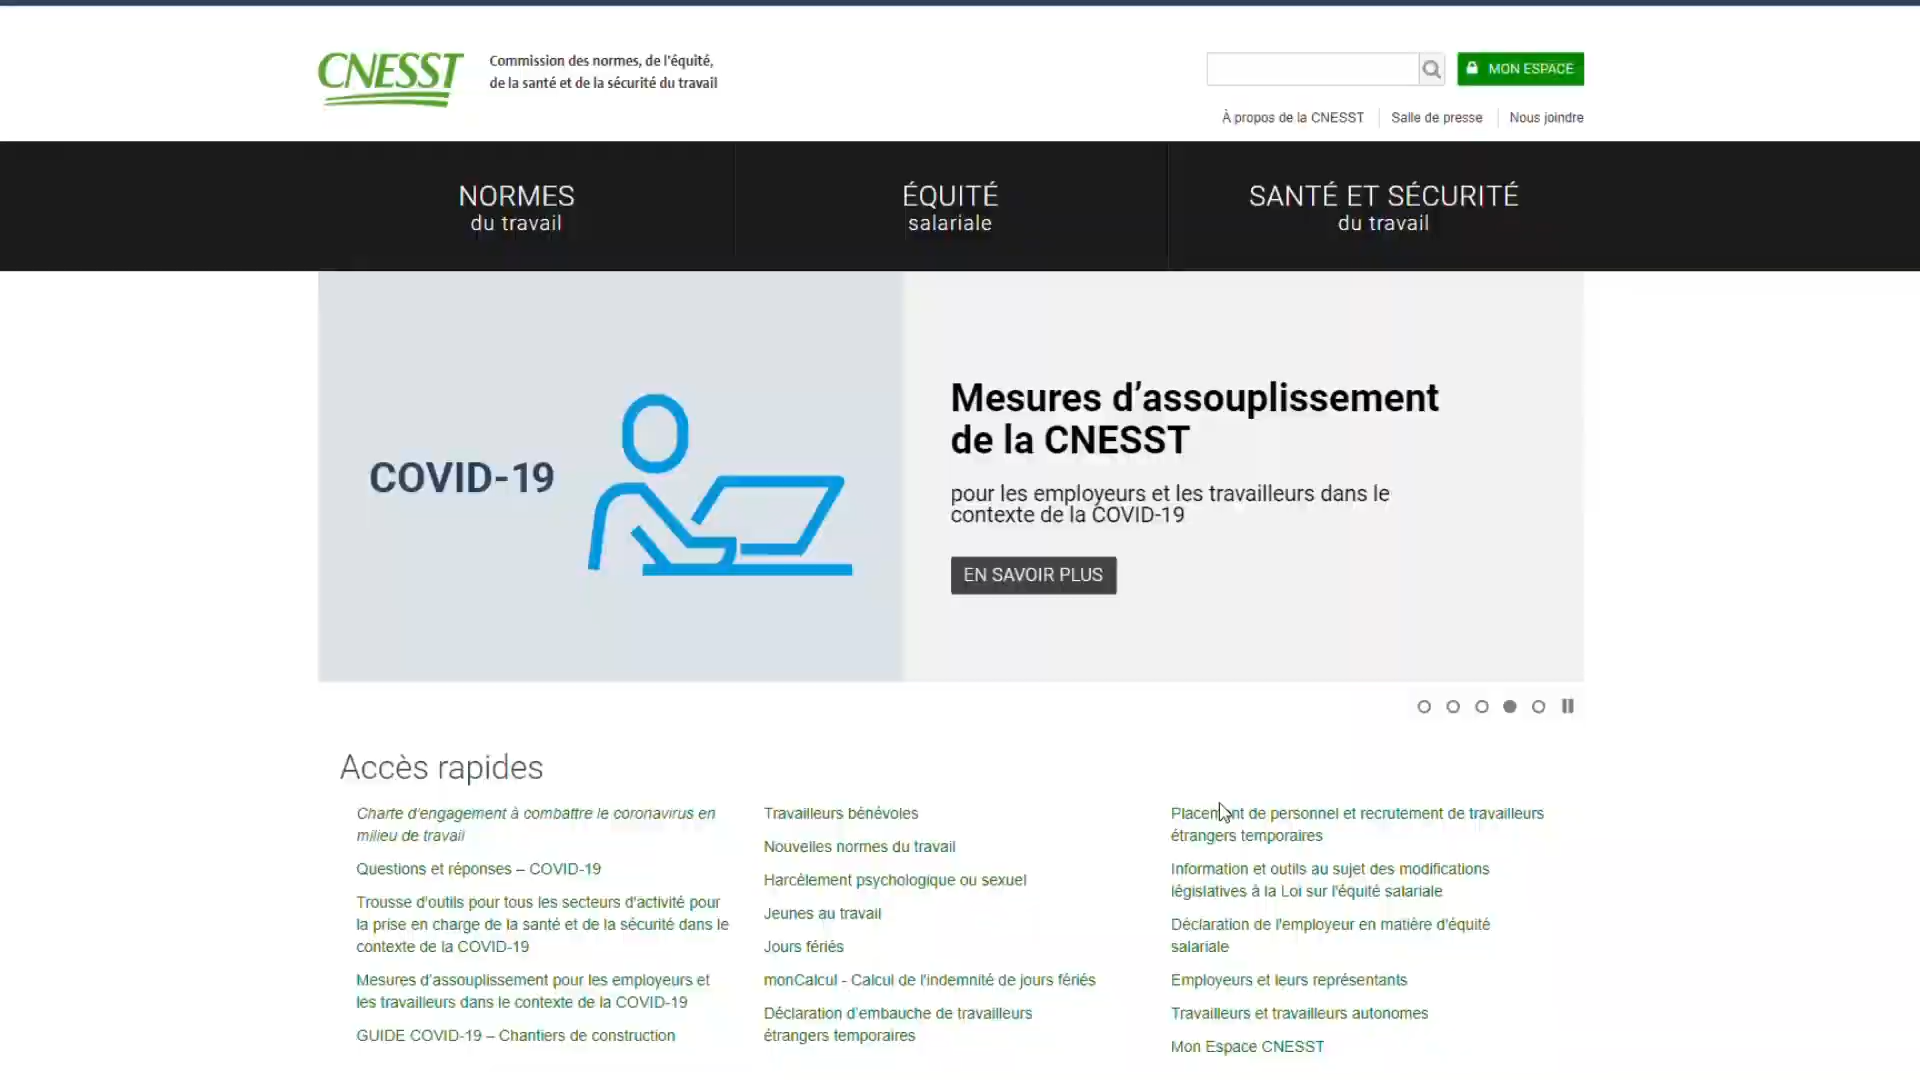 CNESST
Commission des normes, de l'équité,
de la santé et de la sécurité du travail
MON ESPACE
À propos de la CNESST
Salle de presse
Nous joindre
NORMES
du travail
ÉQUITÉ
salariale
SANTÉ ET SÉCURITÉ
du travail
COVID-19
Mesures d'assouplissement
de la CNESST
pour les employeurs et les travailleurs dans le
contexte de la COVID-19
EN SAVOIR PLUS
Accès rapides
Charte d'engagement à combattre le coronavirus en
milieu de travail
Questions et réponses – COVID-19
Trousse d'outils pour tous les secteurs d'activité pour
la prise en charge de la santé et de la sécurité dans le
contexte de la COVID-19
Mesures d'assouplissement pour les employeurs et
les travailleurs dans le contexte de la COVID-19
GUIDE COVID-19 – Chantiers de construction
Travailleurs bénévoles
Nouvelles normes du travail
Harcèlement psychologique ou sexuel
Jeunes au travail
Jours fériés
monCalcul - Calcul de l'indemnité de jours fériés
Déclaration d'embauche de travailleurs
étrangers temporaires
Placement de personnel et recrutement de travailleurs
étrangers temporaires
Information et outils au sujet des modifications
législatives à la Loi sur l'équité salariale
Déclaration de l'employeur en matière d'équité
salariale
Employeurs et leurs représentants
Travailleurs et travailleurs autonomes
Mon Espace CNESST